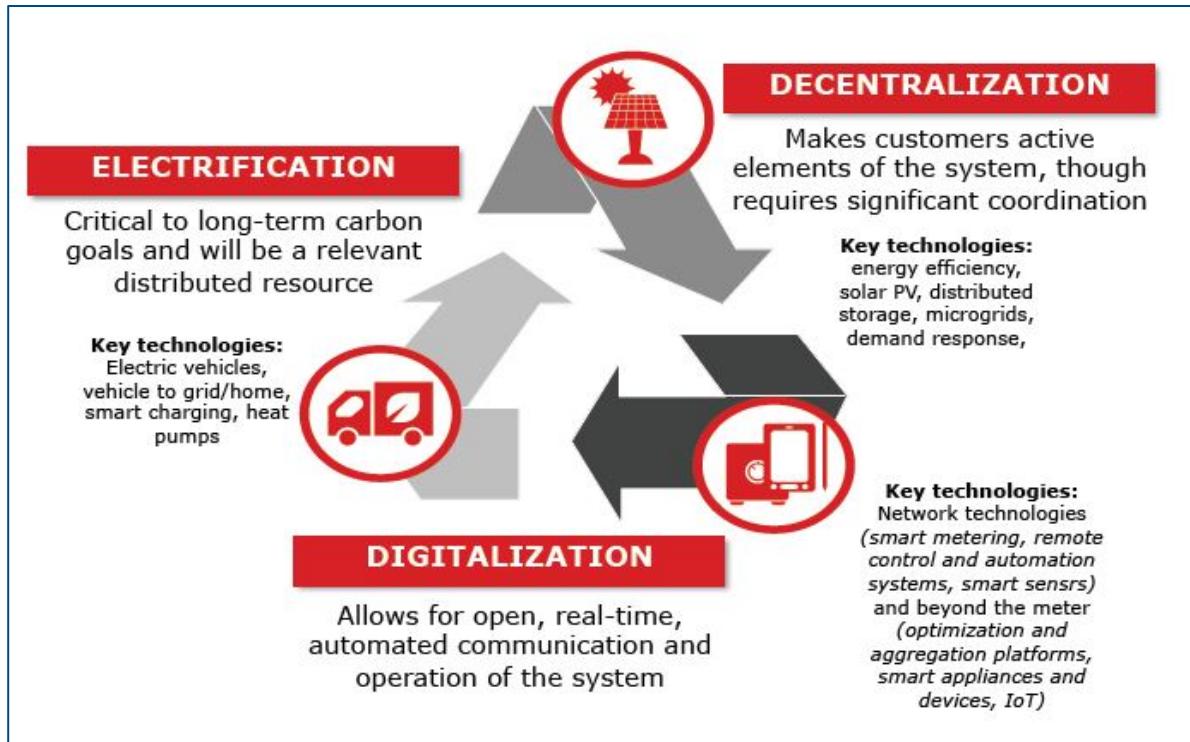 DECENTRALIZATION
Makes customers active
elements of the system, though
requires significant coordination
Key technologies:
energy efficiency,
solar PV, distributed
storage, microgrids,
demand response,
ELECTRIFICATION
Critical to long-term carbon
goals and will be a relevant
distributed resource
Key technologies:
Electric vehicles,
vehicle to grid/home,
smart charging, heat
pumps
DIGITALIZATION
Allows for open, real-time,
automated communication and
operation of the system
Key technologies:
Network technologies
(smart metering, remote
control and automation
systems, smart sensrs)
and beyond the meter
(optimization and
aggregation platforms,
smart appliances and
devices, IoT)